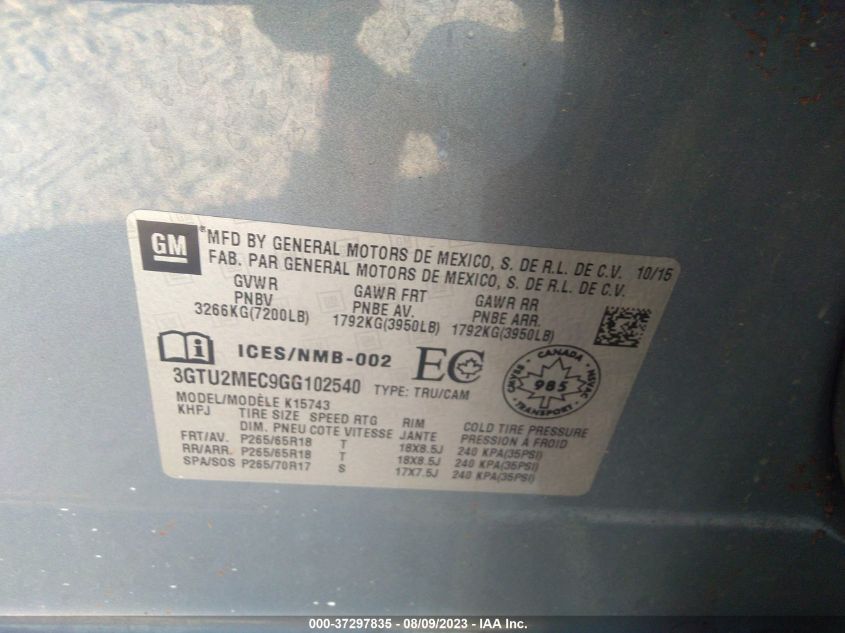 GM
® MFD BY GENERAL MOTORS DE MEXICO, S. DE R.L. DE C.V. 10/15
FAB. PAR GENERAL MOTORS DE MEXICO, S. DE R.L. DE C.V.
GVWR GAWR FRT GAWR RR
PNBV PNBE AV. PNBE ARR.
3266KG(7200LB) 1792KG(3950LB) 1792KG(3950LB)
ICES/NMB-002 EC
CANADA CMVSS NSVAC TRANSPORT 985
3GTU2MEC9GG102540 TYPE: TRU/CAM
MODEL/MODÈLE K15743
KHPJ TIRE SIZE SPEED RTG RIM COLD TIRE PRESSURE
DIM. PNEU COTE VITESSE JANTE PRESSION À FROID
FRT/AV. P265/65R18 T 18X8.5J 240 KPA(35PSI)
RR/ARR. P265/65R18 T 18X8.5J 240 KPA(35PSI)
SPA/SOS P265/70R17 S 17X7.5J 240 KPA(35PSI)
000-37297835 - 08/09/2023 - IAA Inc.